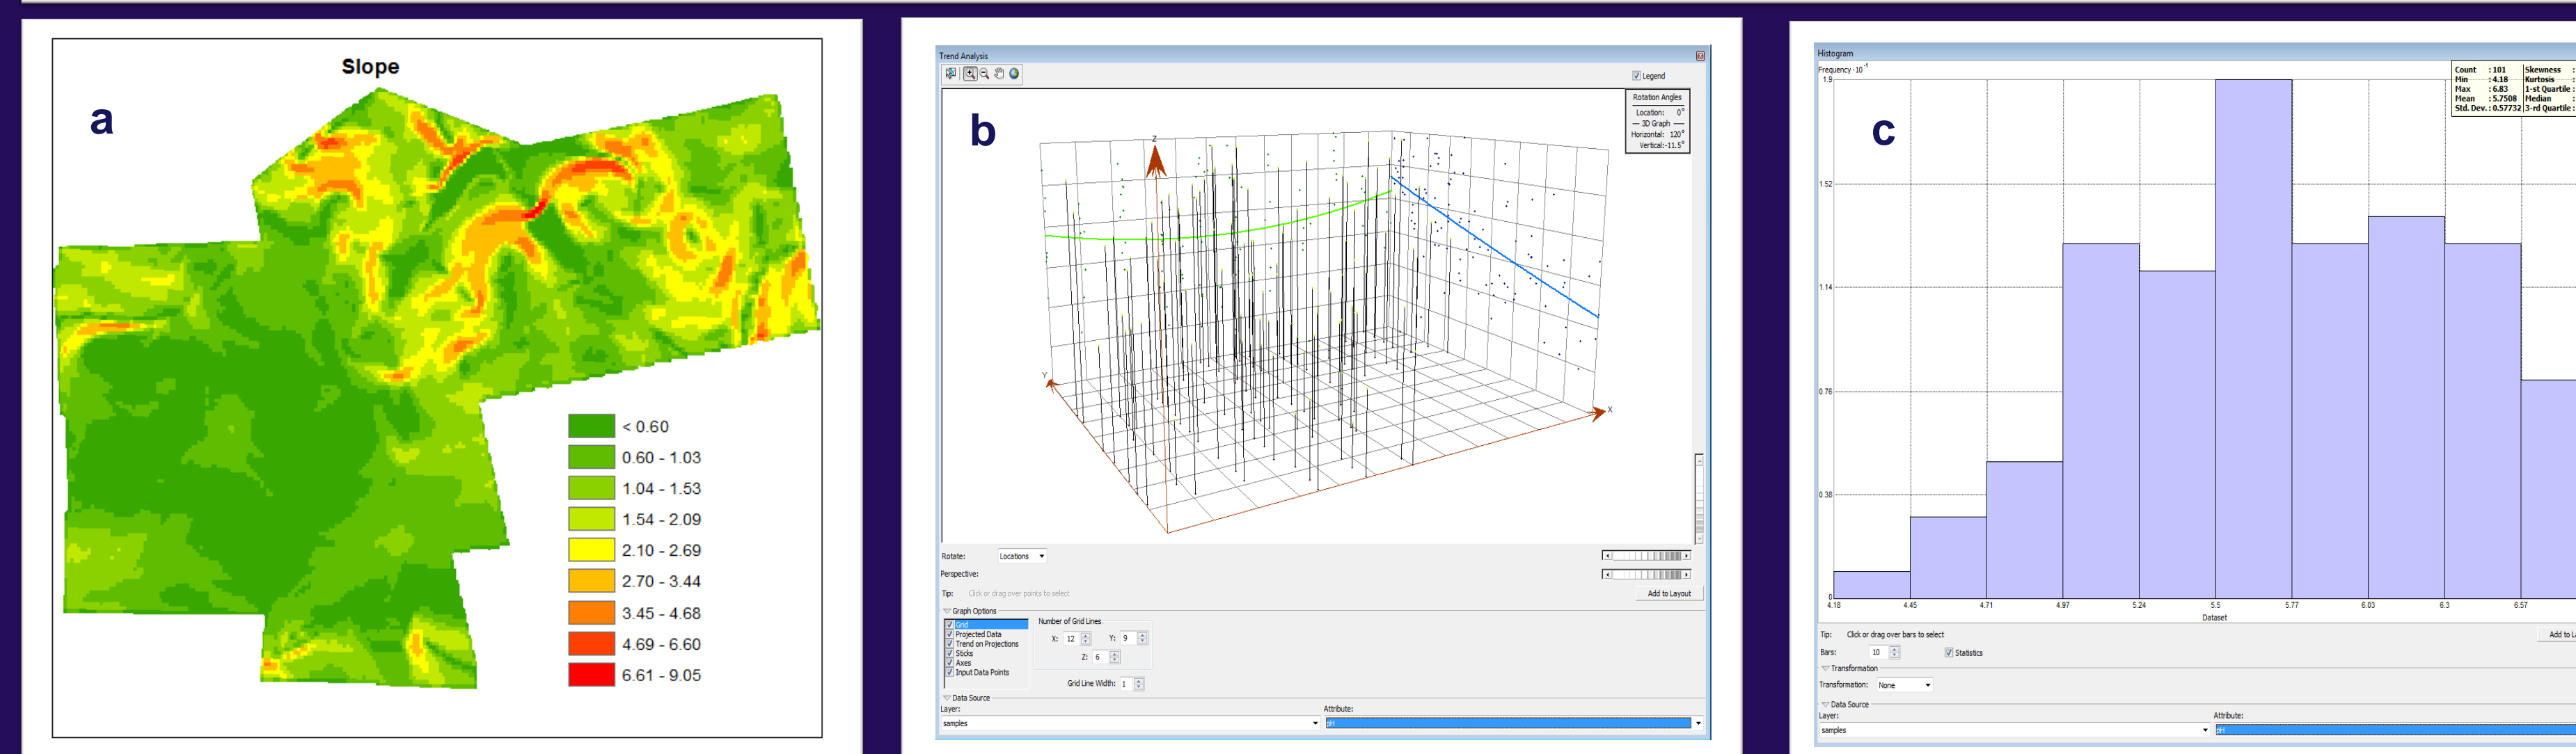 Slope
a
< 0.60
0.60 - 1.03
1.04 - 1.53
1.54 - 2.09
2.10 - 2.69
2.70 - 3.44
3.45 - 4.68
4.69 - 6.60
6.61 - 9.05
Trend Analysis
Legend
b
Rotation Angles
Location: 0°
3D Graph
Horizontal: 120°
Vertical:-11.5°
Z
Y
X
Rotate: Locations
Perspective:
Tip: Click or drag over points to select
Add to Layout
Graph Options
Grid
Projected Data
Trend on Projections
Sticks
Axes
Input Data Points
Number of Grid Lines
X: 12 Y: 9
Z: 6
Grid Line Width: 1
Data Source
Layer: Attribute:
samples pH
Histogram
Frequency·10⁻¹
c
Count : 101 Skewness :
Min : 4.18 Kurtosis :
Max : 6.83 1-st Quartile :
Mean : 5.7508 Median :
Std. Dev. : 0.57732 3-rd Quartile :
1.9
1.52
1.14
0.76
0.38
0
4.18 4.45 4.71 4.97 5.24 5.5 5.77 6.03 6.3 6.57
Dataset
Tip: Click or drag over bars to select
Add to La
Bars: 10 Statistics
Transformation
Transformation: None
Data Source
Layer: Attribute:
samples pH